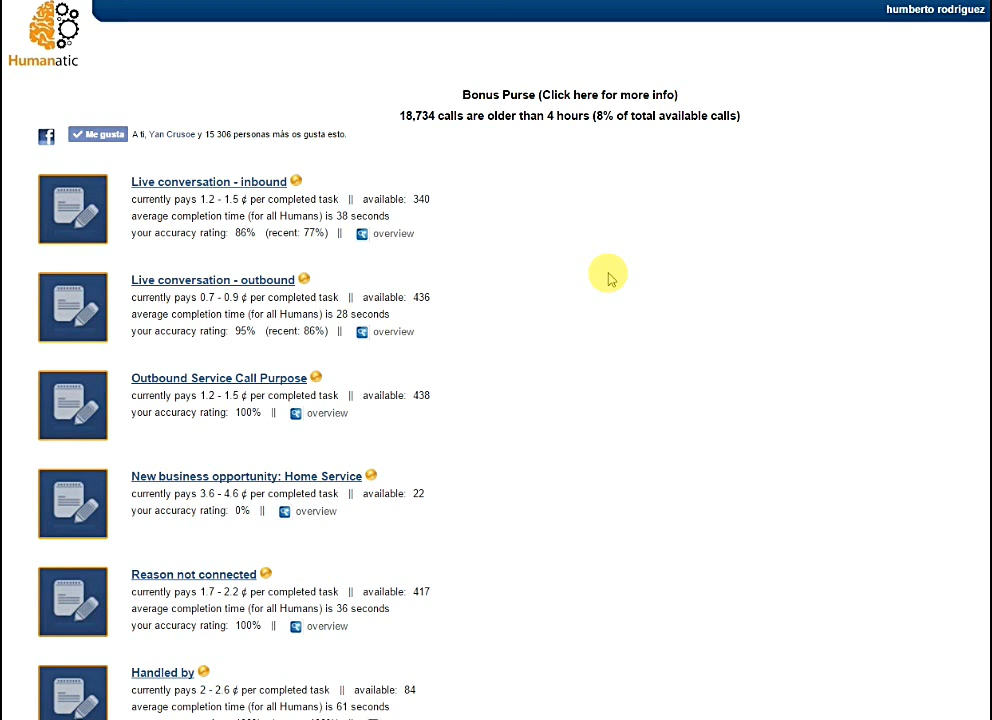 humberto rodriguez
Humanatic
Bonus Purse (Click here for more info)
18,734 calls are older than 4 hours (8% of total available calls)
Me gusta A ti, Yan Crusoe y 15 306 personas más os gusta esto.
Live conversation - inbound
currently pays 1.2 - 1.5 ¢ per completed task || available: 340
average completion time (for all Humans) is 38 seconds
your accuracy rating: 86% (recent: 77%) || overview
Live conversation - outbound
currently pays 0.7 - 0.9 ¢ per completed task || available: 436
average completion time (for all Humans) is 28 seconds
your accuracy rating: 95% (recent: 86%) || overview
Outbound Service Call Purpose
currently pays 1.2 - 1.5 ¢ per completed task || available: 438
your accuracy rating: 100% || overview
New business opportunity: Home Service
currently pays 3.6 - 4.6 ¢ per completed task || available: 22
your accuracy rating: 0% || overview
Reason not connected
currently pays 1.7 - 2.2 ¢ per completed task || available: 417
average completion time (for all Humans) is 36 seconds
your accuracy rating: 100% || overview
Handled by
currently pays 2 - 2.6 ¢ per completed task || available: 84
average completion time (for all Humans) is 61 seconds